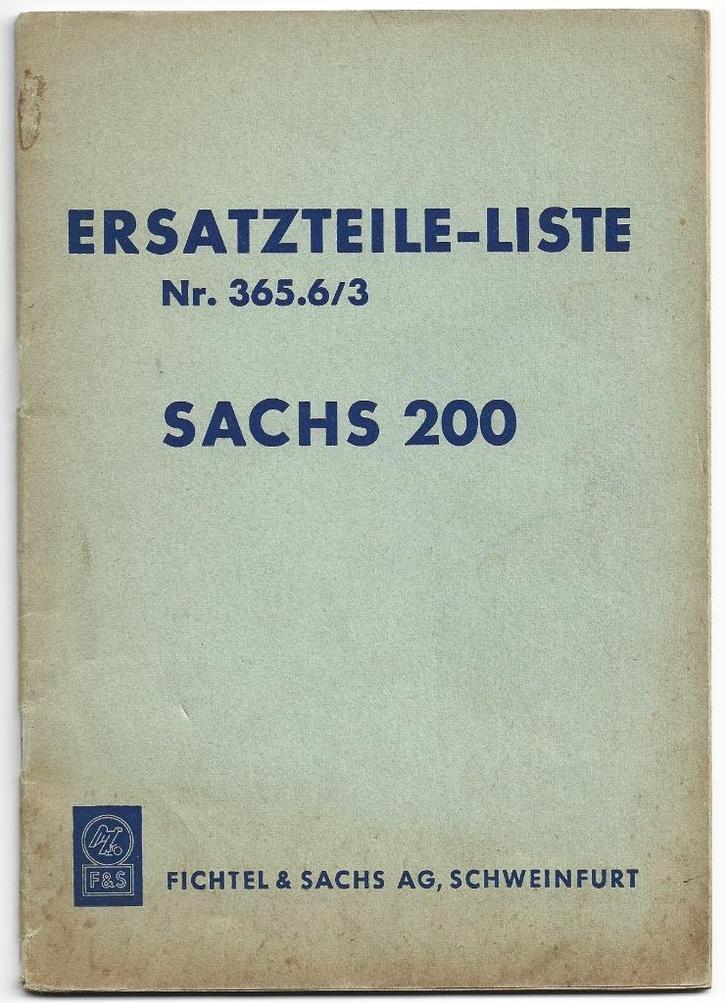 ERSATZTEILE-LISTE
Nr. 365.6/3
SACHS 200
F&S
FICHTEL & SACHS AG, SCHWEINFURT